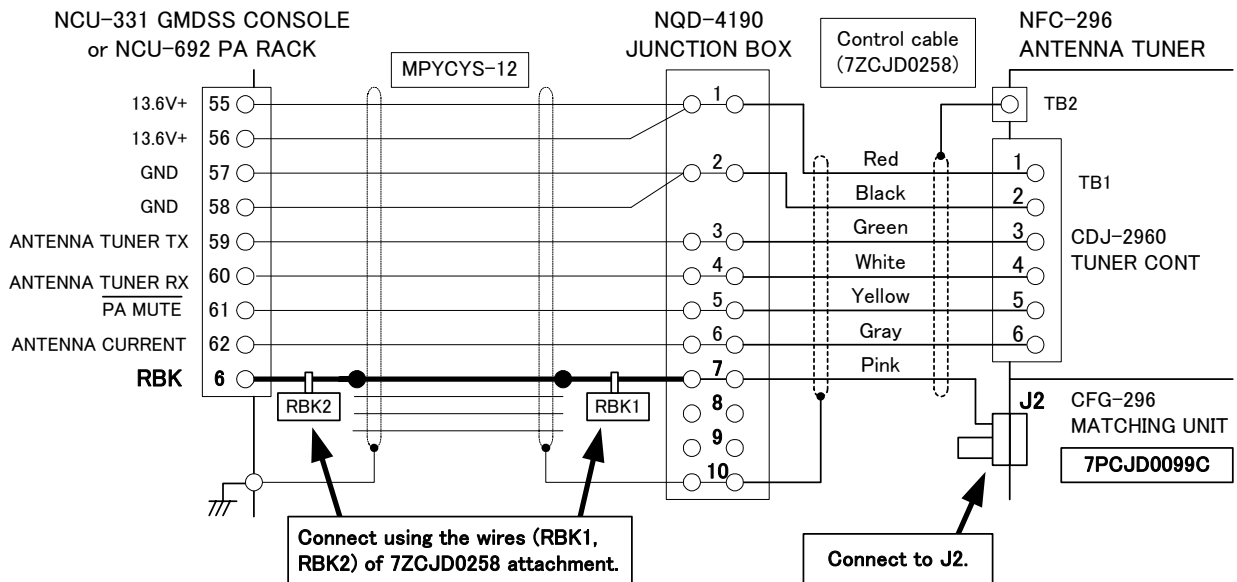 NCU-331 GMDSS CONSOLE
or NCU-692 PA RACK
NQD-4190
JUNCTION BOX
NFC-296
ANTENNA TUNER
MPYCYS-12
Control cable
(7ZCJD0258)
13.6V+ 55
13.6V+ 56
GND 57
GND 58
ANTENNA TUNER TX 59
ANTENNA TUNER RX 60
PA MUTE 61
ANTENNA CURRENT 62
RBK 6
RBK2
RBK1
1
2
3
4
5
6
7
8
9
10
Red
Black
Green
White
Yellow
Gray
Pink
TB2
1
2
3
4
5
6
TB1
CDJ-2960
TUNER CONT
J2
CFG-296
MATCHING UNIT
7PCJD0099C
Connect using the wires (RBK1,
RBK2) of 7ZCJD0258 attachment.
Connect to J2.